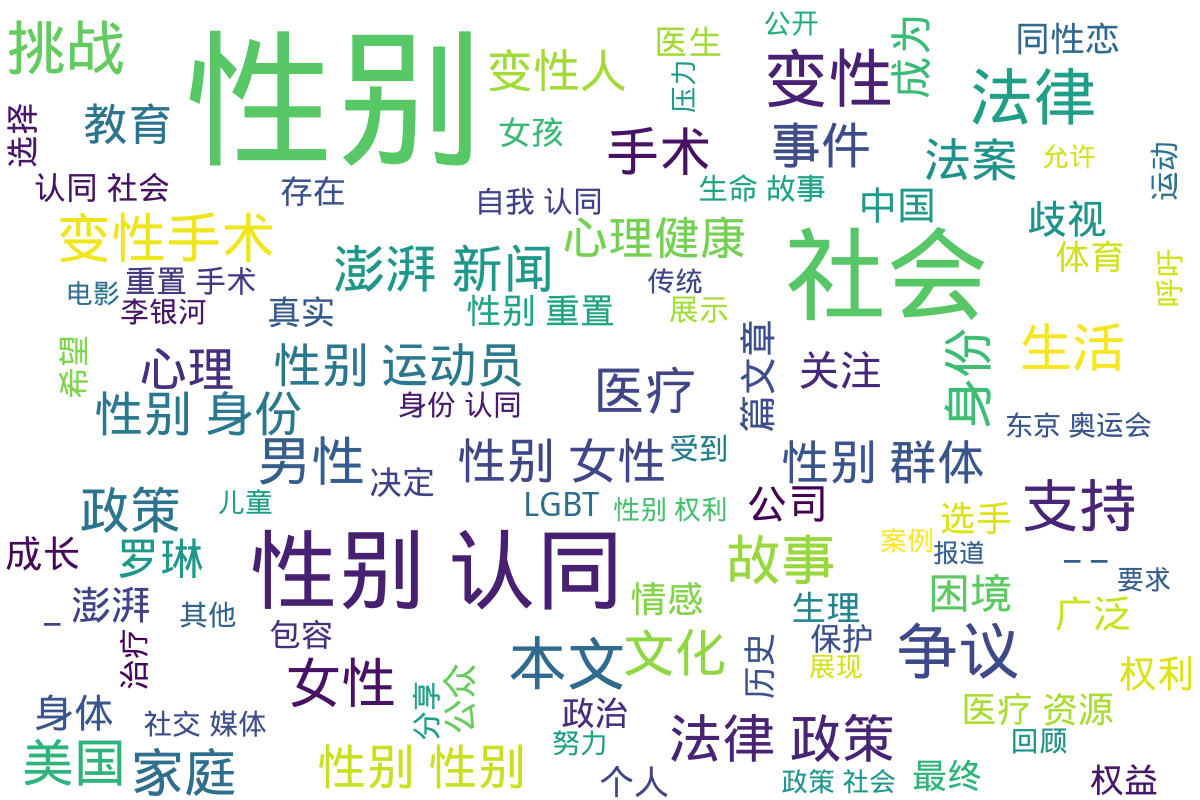 挑战
性别
变性人
医生
公开
变性
成为
同性恋
压力
法律
选择
教育
女孩
手术
事件
法案
允许
运动
认同 社会
存在
自我 认同
生命 故事
中国
歧视
变性手术
心理健康
社会
体育
澎湃 新闻
重置 手术
电影
李银河
真实
性别 重置
传统
展示
呼吁
希望
心理
性别 运动员
医疗
篇文章
关注
身份
生活
性别 身份
身份 认同
东京 奥运会
男性
决定
性别 女性
受到
性别 群体
政策
儿童
LGBT
性别 权利
公司
选手
支持
成长
罗琳
性别 认同
故事
案例
报道
_ _
要求
澎湃
_
其他
情感
生理
困境
广泛
治疗
包容
女性
本文
文化
历史
保护
展现
争议
权利
身体
社交 媒体
分享
公众
政治
法律 政策
医疗 资源
回顾
美国
家庭
性别 性别
努力
个人
政策 社会
最终
权益